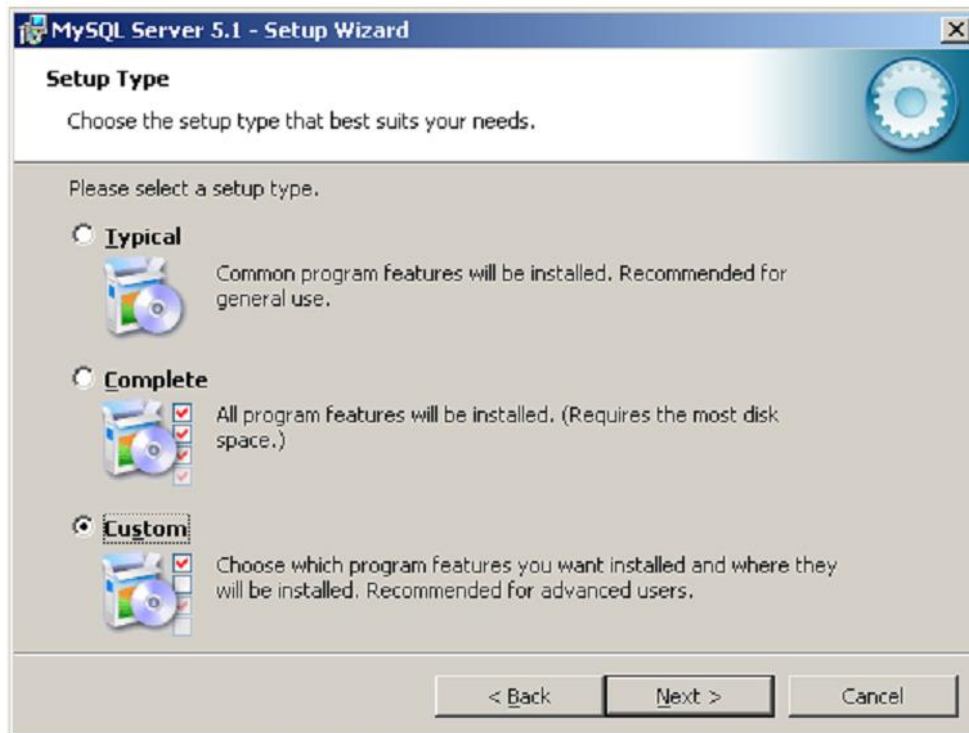 MySQL Server 5.1 - Setup Wizard
Setup Type
Choose the setup type that best suits your needs.
Please select a setup type.
Typical
Common program features will be installed. Recommended for
general use.
Complete
All program features will be installed. (Requires the most disk
space.)
Custom
Choose which program features you want installed and where they
will be installed. Recommended for advanced users.
< Back
Next >
Cancel